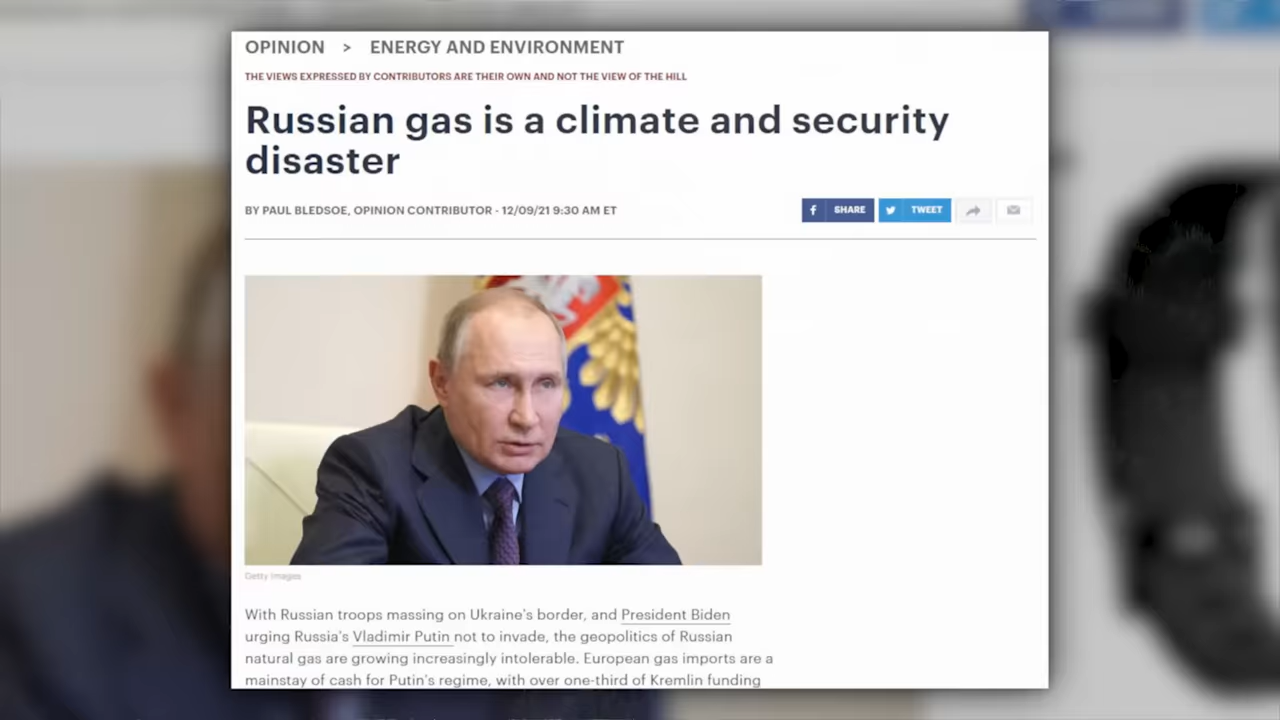 OPINION > ENERGY AND ENVIRONMENT
THE VIEWS EXPRESSED BY CONTRIBUTORS ARE THEIR OWN AND NOT THE VIEW OF THE HILL
Russian gas is a climate and security
disaster
BY PAUL BLEDSOE, OPINION CONTRIBUTOR - 12/09/21 9:30 AM ET
SHARE
TWEET
Getty Images
With Russian troops massing on Ukraine's border, and President Biden
urging Russia's Vladimir Putin not to invade, the geopolitics of Russian
natural gas are growing increasingly intolerable. European gas imports are a
mainstay of cash for Putin's regime, with over one-third of Kremlin funding